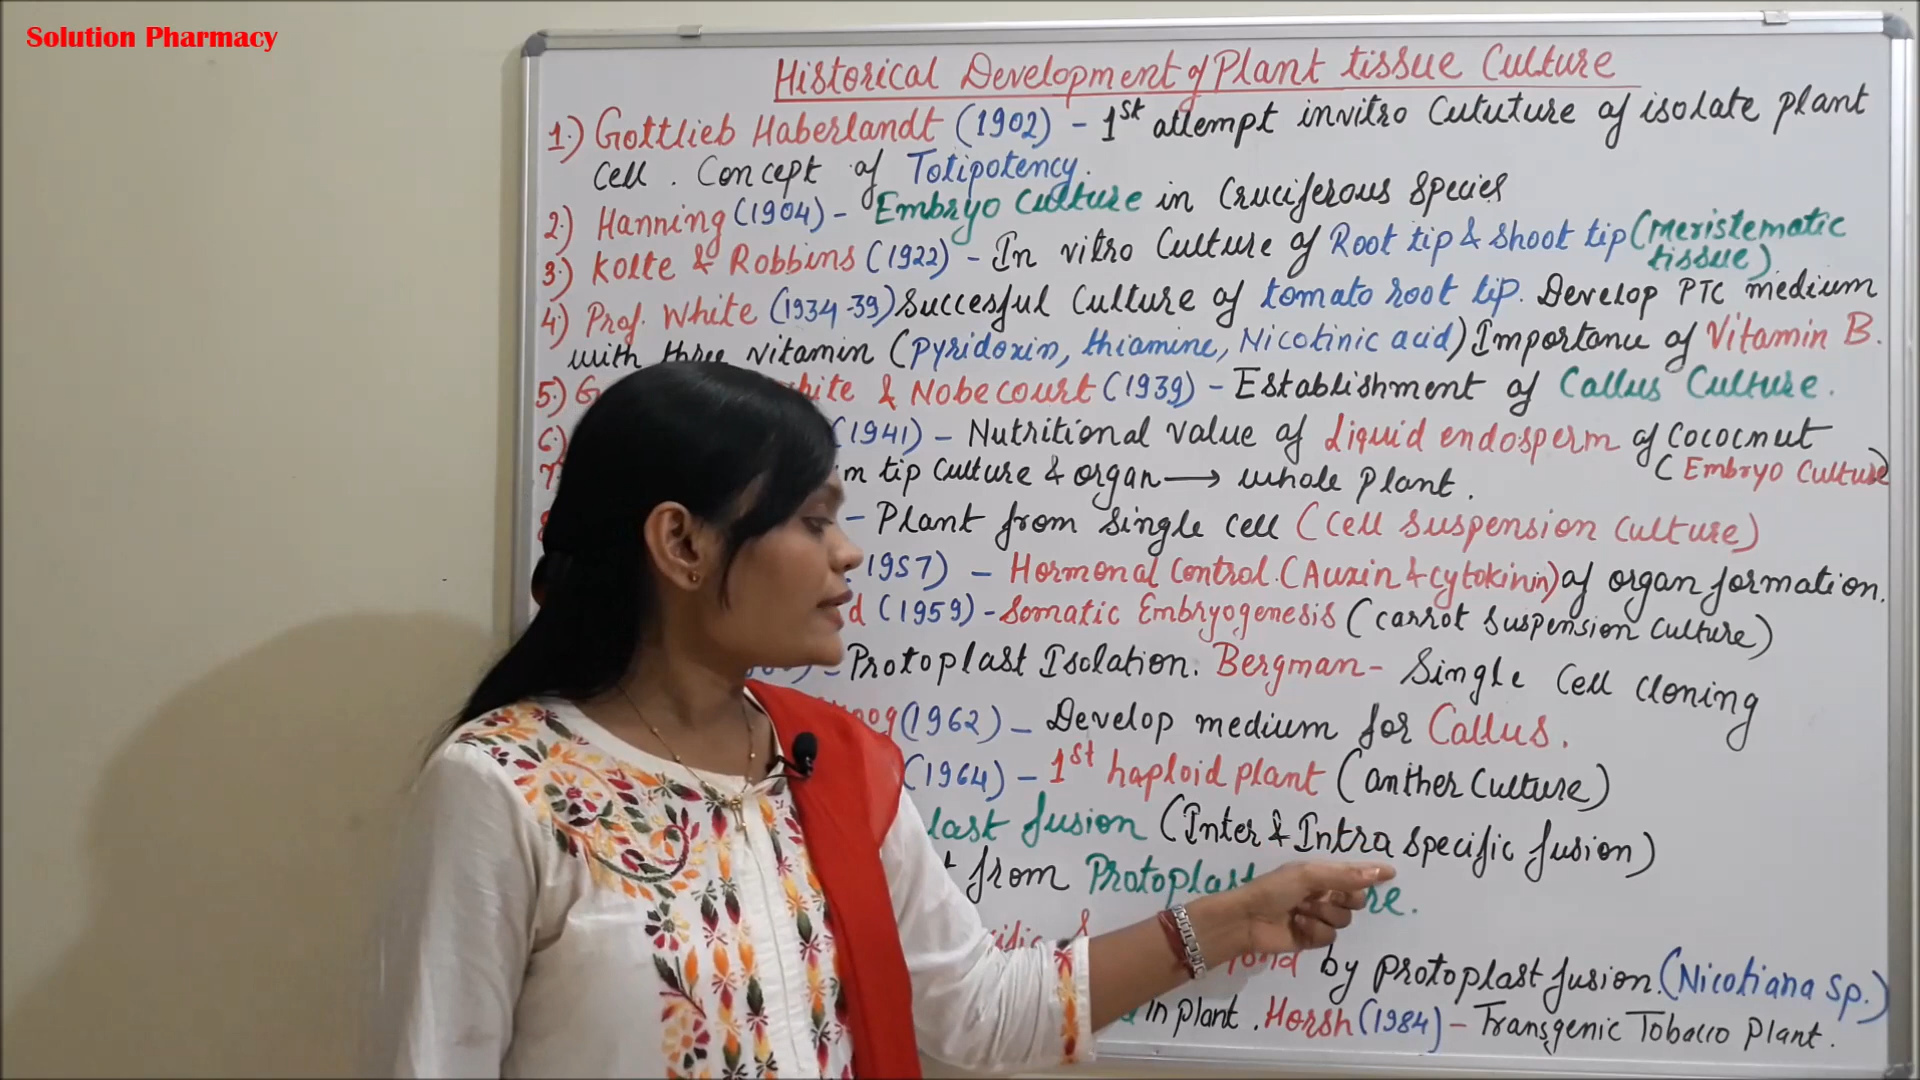 Solution Pharmacy
Historical Development of Plant tissue Culture
1.) Gottlieb Haberlandt (1902) - 1st attempt invitro Cututure of isolate plant
cell. Concept of Totipotency.
2.) Hanning (1904) - Embryo Culture in Cruciferous Species
3.) Kolte & Robbins (1922) - In vitro Culture of Root tip & Shoot tip (Meristematic
tissue)
4.) Prof. White (1934-39) Succesful Culture of tomato root tip. Develop PTC medium
with three vitamin (Pyridoxin, thiamine, Nicotinic acid) Importance of Vitamin B.
5.) & Nobecourt (1939) - Establishment of Callus Culture.
(1941) - Nutritional value of Liquid endosperm of Cococnut
(Embryo Culture)
tip Culture & organ → whole plant.
- Plant from Single cell (Cell Suspension Culture)
1957) - Hormonal Control. (Auxin & Cytokinin) of organ formation.
(1959) - Somatic Embryogenesis (Carrot Suspension Culture)
- Protoplast Isolation. Bergman - Single Cell Cloning
(1962) - Develop medium for Callus.
(1964) - 1st haploid plant (anther Culture)
fusion (Inter & Intra specific fusion)
from
by Protoplast fusion. (Nicotiana Sp.)
in plant. Horsh (1984) - Transgenic Tobacco Plant.